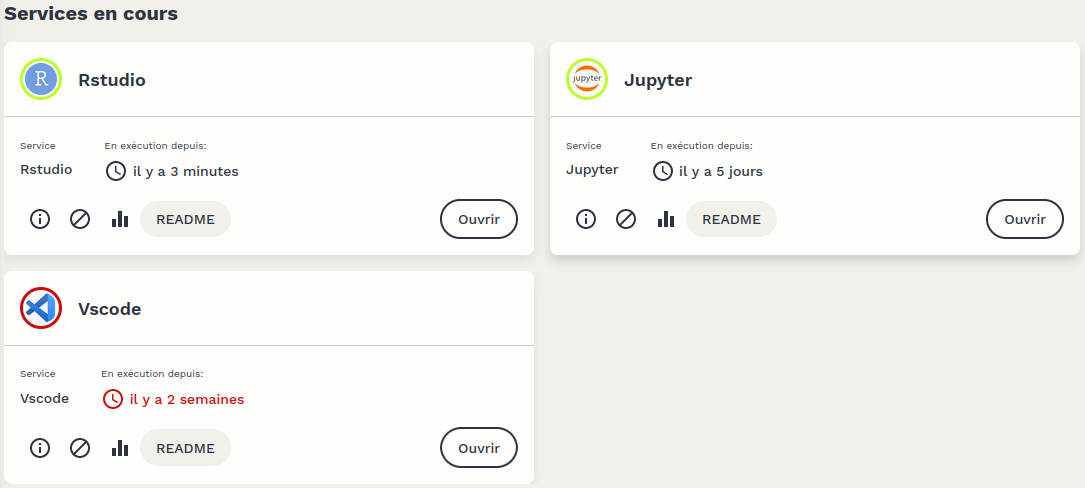 Services en cours
R
Rstudio
Service
En exécution depuis:
Rstudio
il y a 3 minutes
README
Ouvrir
jupyter
Jupyter
Service
En exécution depuis:
Jupyter
il y a 5 jours
README
Ouvrir
Vscode
Service
En exécution depuis:
Vscode
il y a 2 semaines
README
Ouvrir